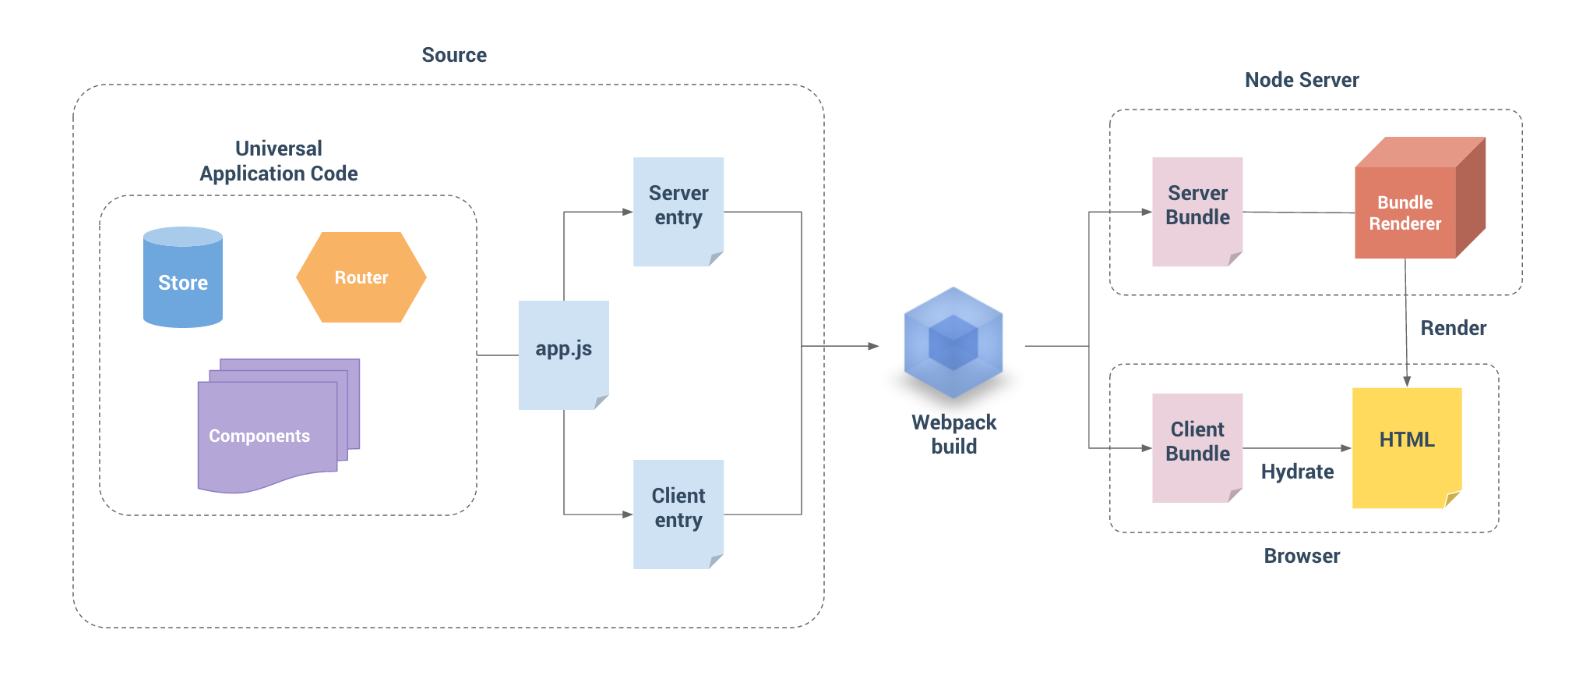 Source
Universal
Application Code
Store
Router
Components
app.js
Server
entry
Client
entry
Webpack
build
Node Server
Server
Bundle
Bundle
Renderer
Render
Client
Bundle
Hydrate
HTML
Browser